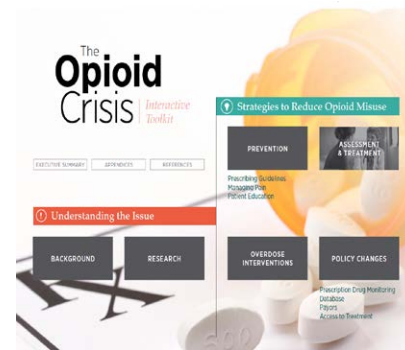 The
Opioid
Crisis
Interactive
Toolkit
EXECUTIVE SUMMARY
APPENDICES
REFERENCES
Understanding the Issue
BACKGROUND
RESEARCH
Strategies to Reduce Opioid Misuse
PREVENTION
ASSESSMENT
& TREATMENT
Prescribing Guidelines
Managing Pain
Patient Education
OVERDOSE
INTERVENTIONS
POLICY CHANGES
Prescription Drug Monitoring
Database
Payors
Access to Treatment